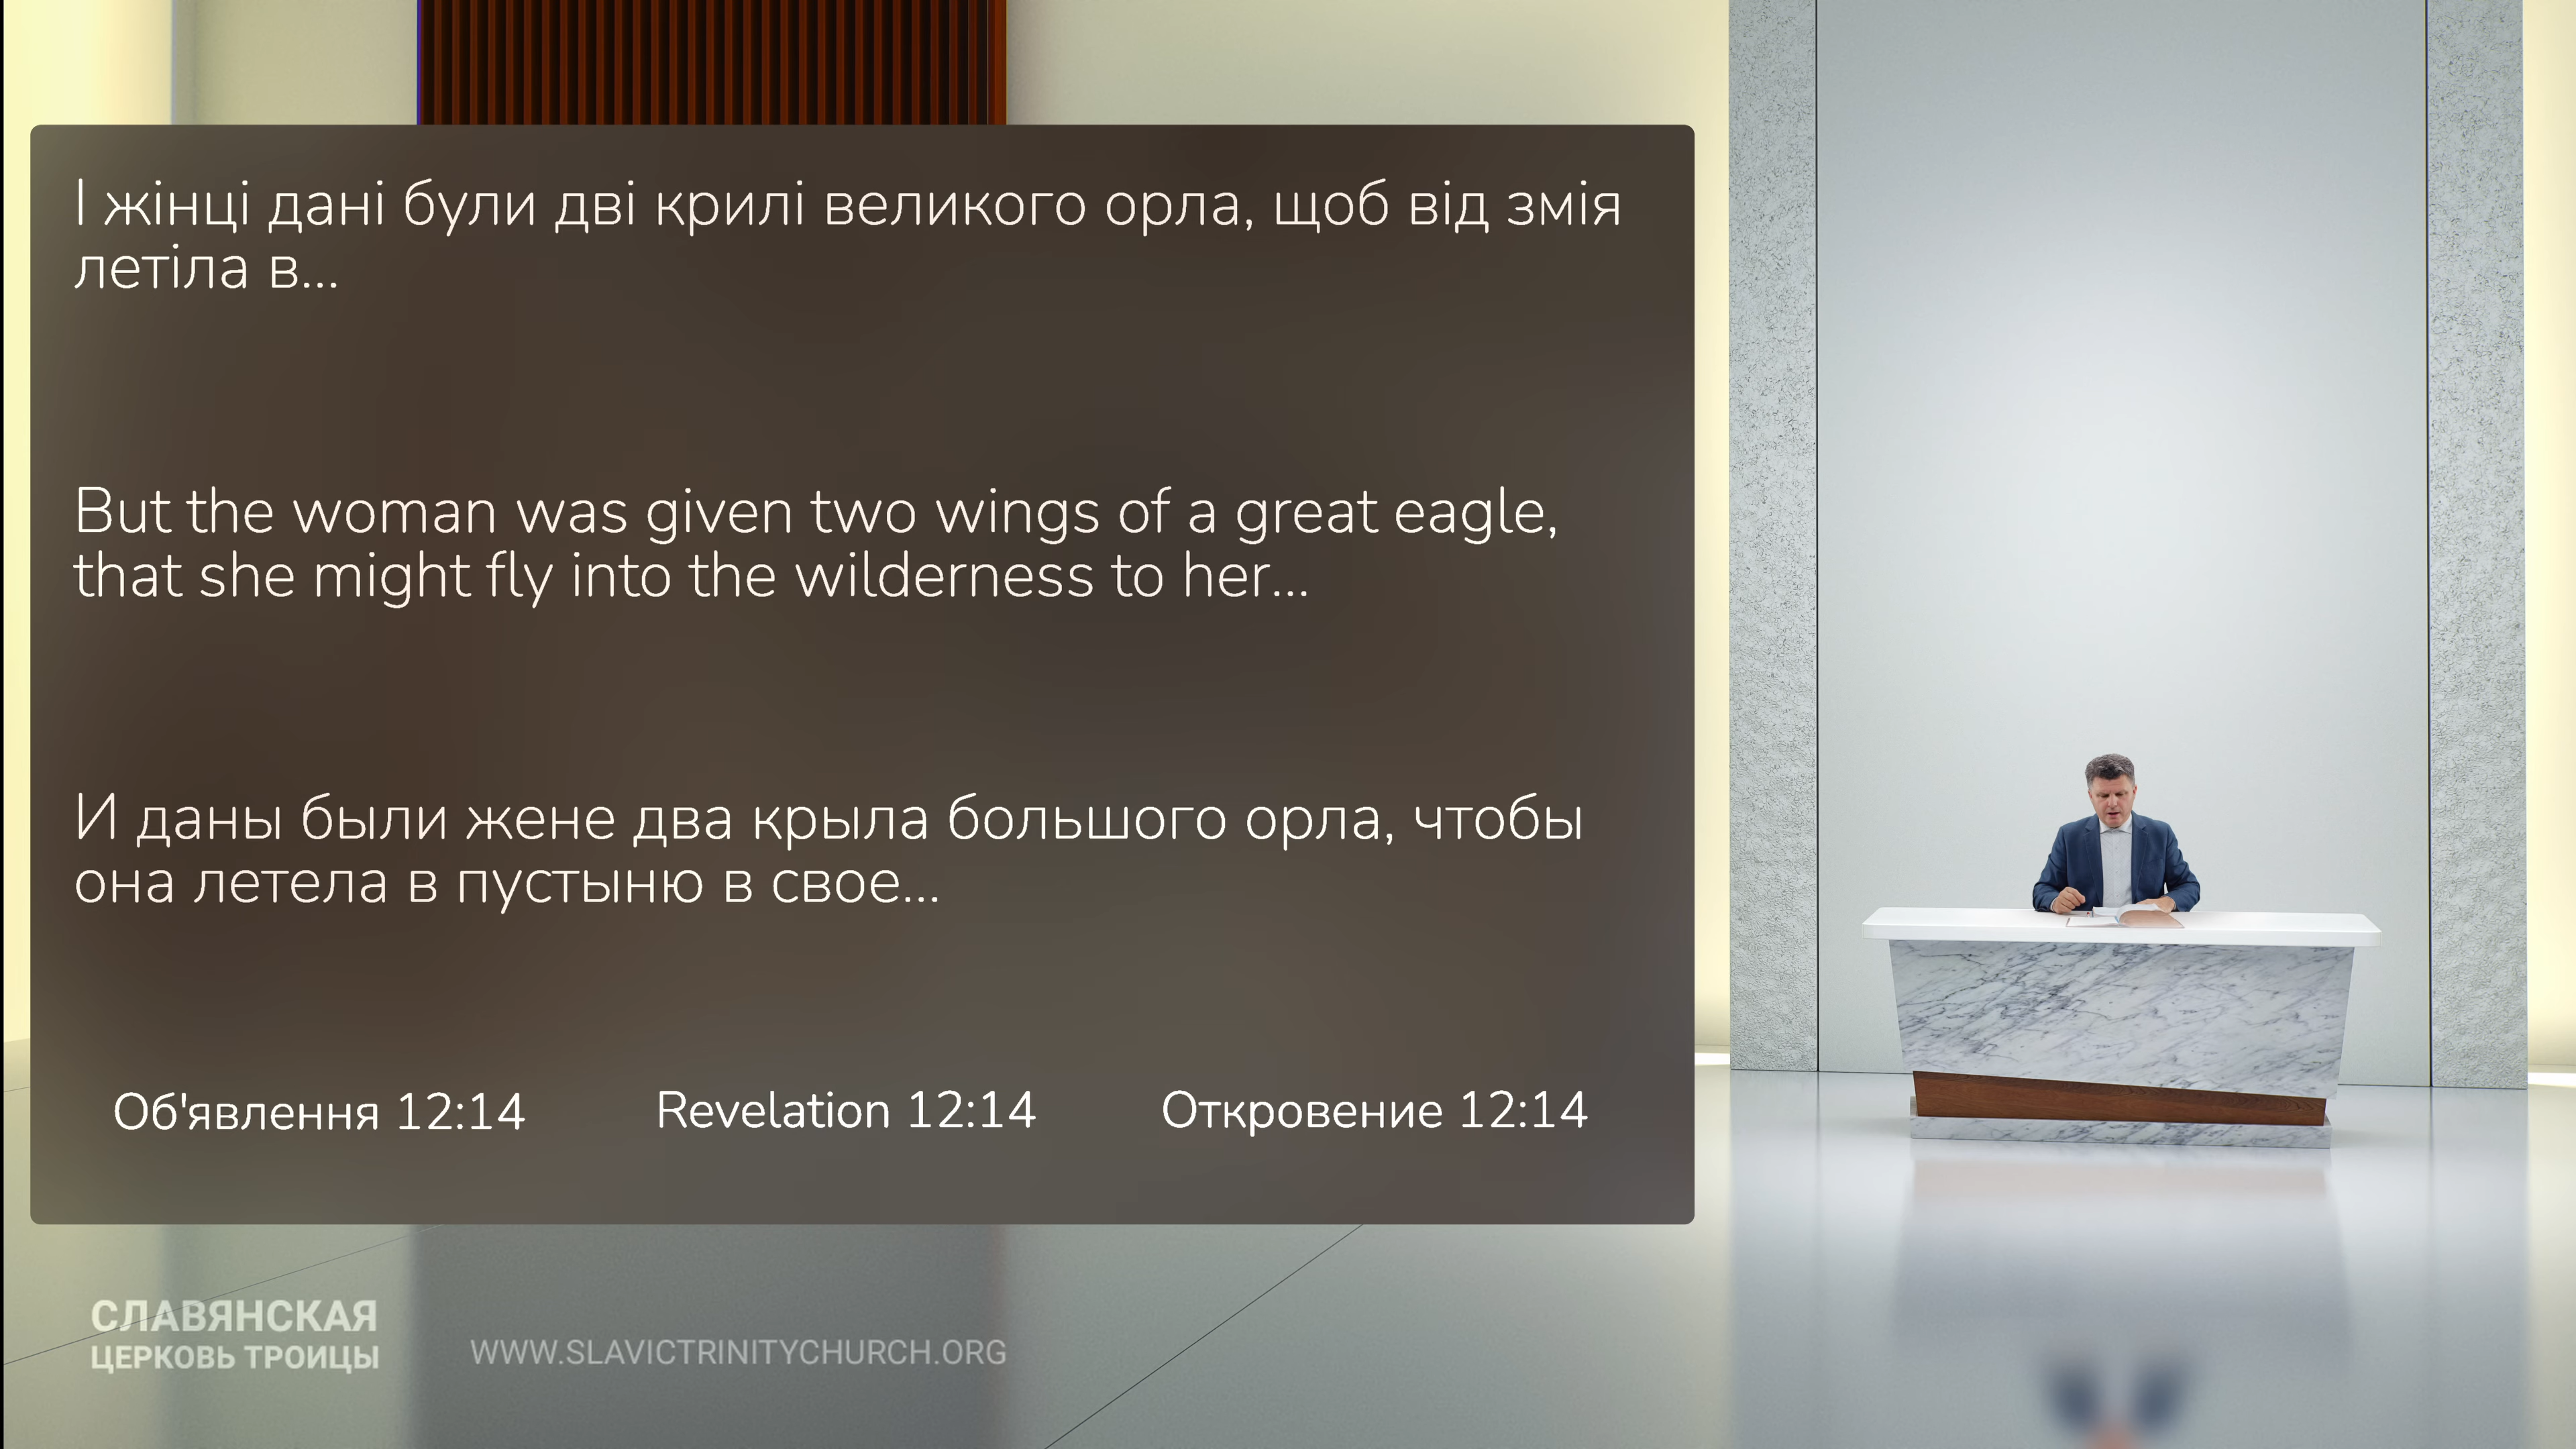 І жінці дані були дві крилі великого орла, щоб від змія
летіла в...
But the woman was given two wings of a great eagle,
that she might fly into the wilderness to her...
И даны были жене два крыла большого орла, чтобы
она летела в пустыню в свое...
Об'явлення 12:14
Revelation 12:14
Откровение 12:14
СЛАВЯНСКАЯ
ЦЕРКОВЬ ТРОИЦЫ
WWW.SLAVICTRINITYCHURCH.ORG